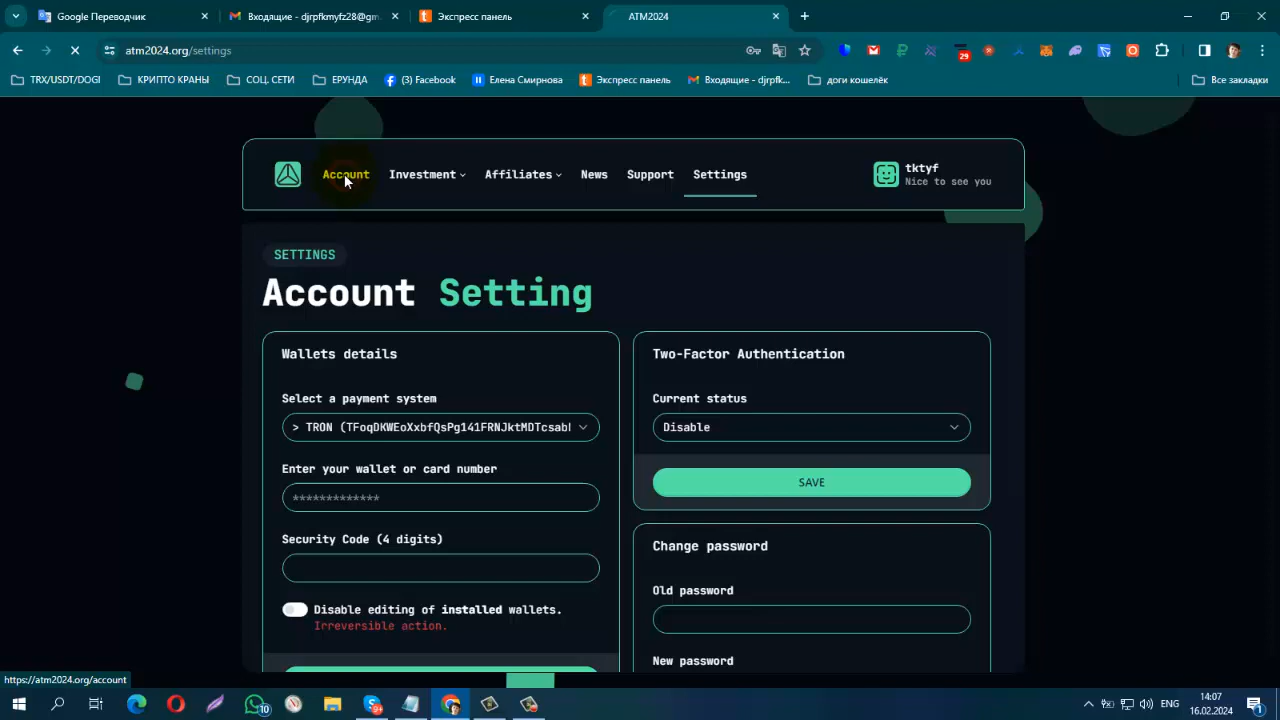 Google Переводчик
Входящие - djrpfkmyfz28@gm
Экспресс панель
ATM2024
atm2024.org/settings
29
TRX/USDT/DOGI
КРИПТО КРАНЫ
СОЦ. СЕТИ
ЕРУНДА
(3) Facebook
Елена Смирнова
Экспресс панель
Входящие - djrpfk...
доги кошелёк
Все закладки
Account
Investment
Affiliates
News
Support
Settings
tktyf
Nice to see you
SETTINGS
Account Setting
Wallets details
Select a payment system
> TRON (TFoqDKWEoXxbfQsPg141FRNJktMDTcsabl
Enter your wallet or card number
*************
Security Code (4 digits)
Disable editing of installed wallets.
Irreversible action.
Two-Factor Authentication
Current status
Disable
SAVE
Change password
Old password
New password
https://atm2024.org/account
10
9+
ENG
14:07
16.02.2024
1